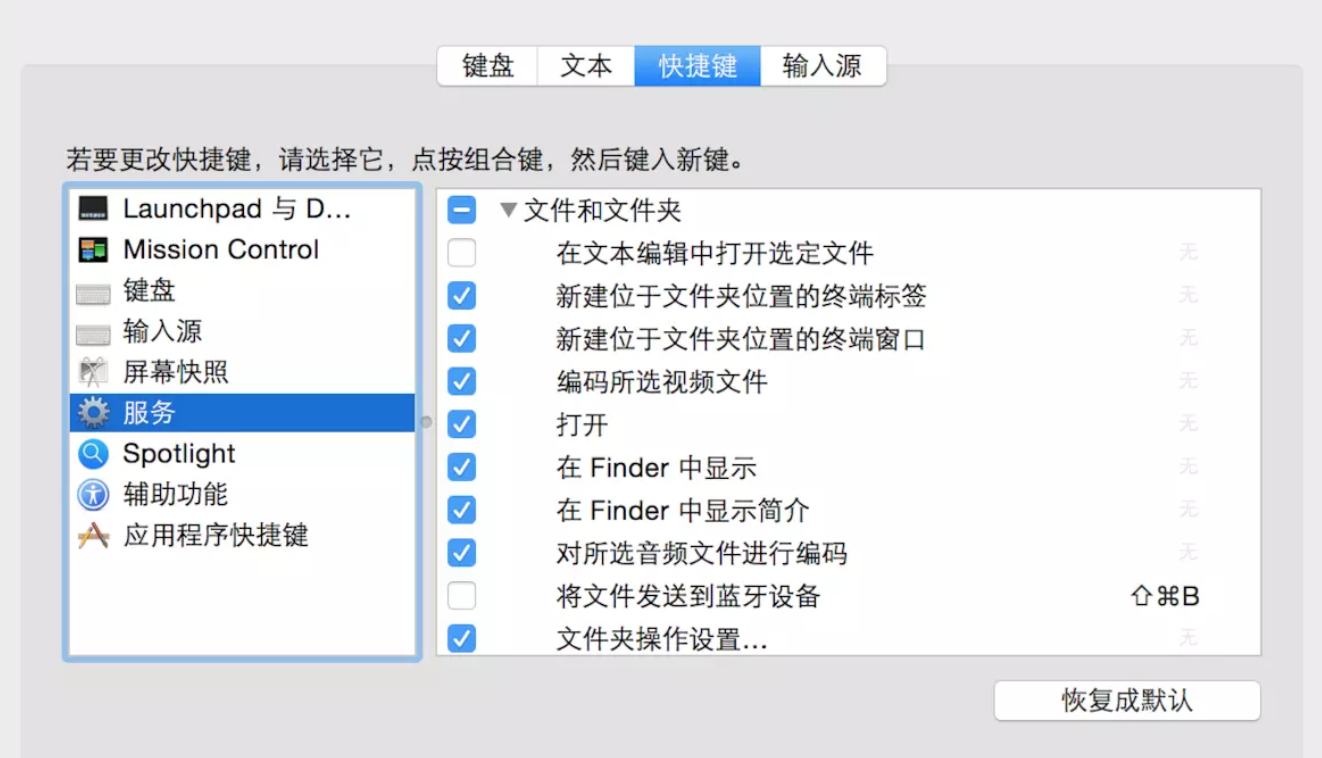 键盘 文本 快捷键 输入源
若要更改快捷键，请选择它，点按组合键，然后键入新键。
Launchpad 与 D...
Mission Control
键盘
输入源
屏幕快照
服务
Spotlight
辅助功能
应用程序快捷键
文件和文件夹
在文本编辑中打开选定文件 无
新建位于文件夹位置的终端标签 无
新建位于文件夹位置的终端窗口 无
编码所选视频文件 无
打开 无
在 Finder 中显示 无
在 Finder 中显示简介 无
对所选音频文件进行编码 无
将文件发送到蓝牙设备 ⇧⌘B
文件夹操作设置... 无
恢复成默认